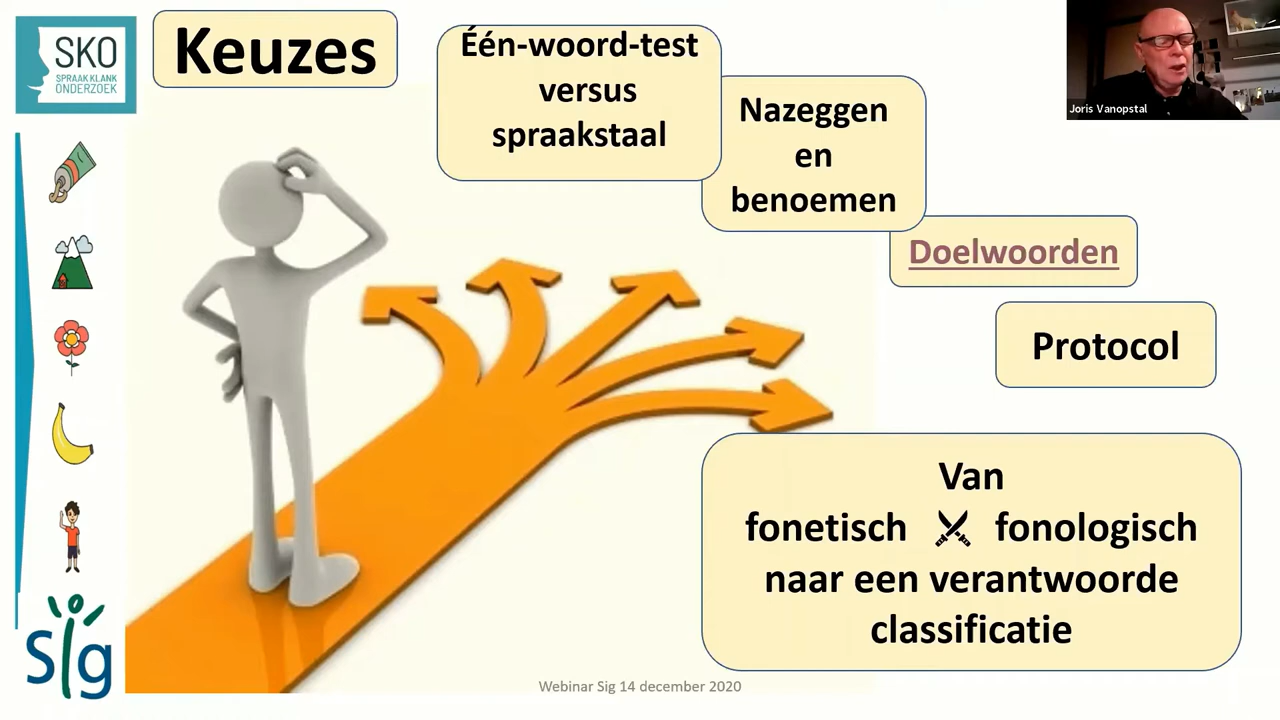 SKO
SPRAAK KLANK
ONDERZOEK
Keuzes
Één-woord-test
versus
spraakstaal
Nazeggen
en
benoemen
Doelwoorden
Protocol
Van
fonetisch fonologisch
naar een verantwoorde
classificatie
Joris Vanopstal
Sig
Webinar Sig 14 december 2020